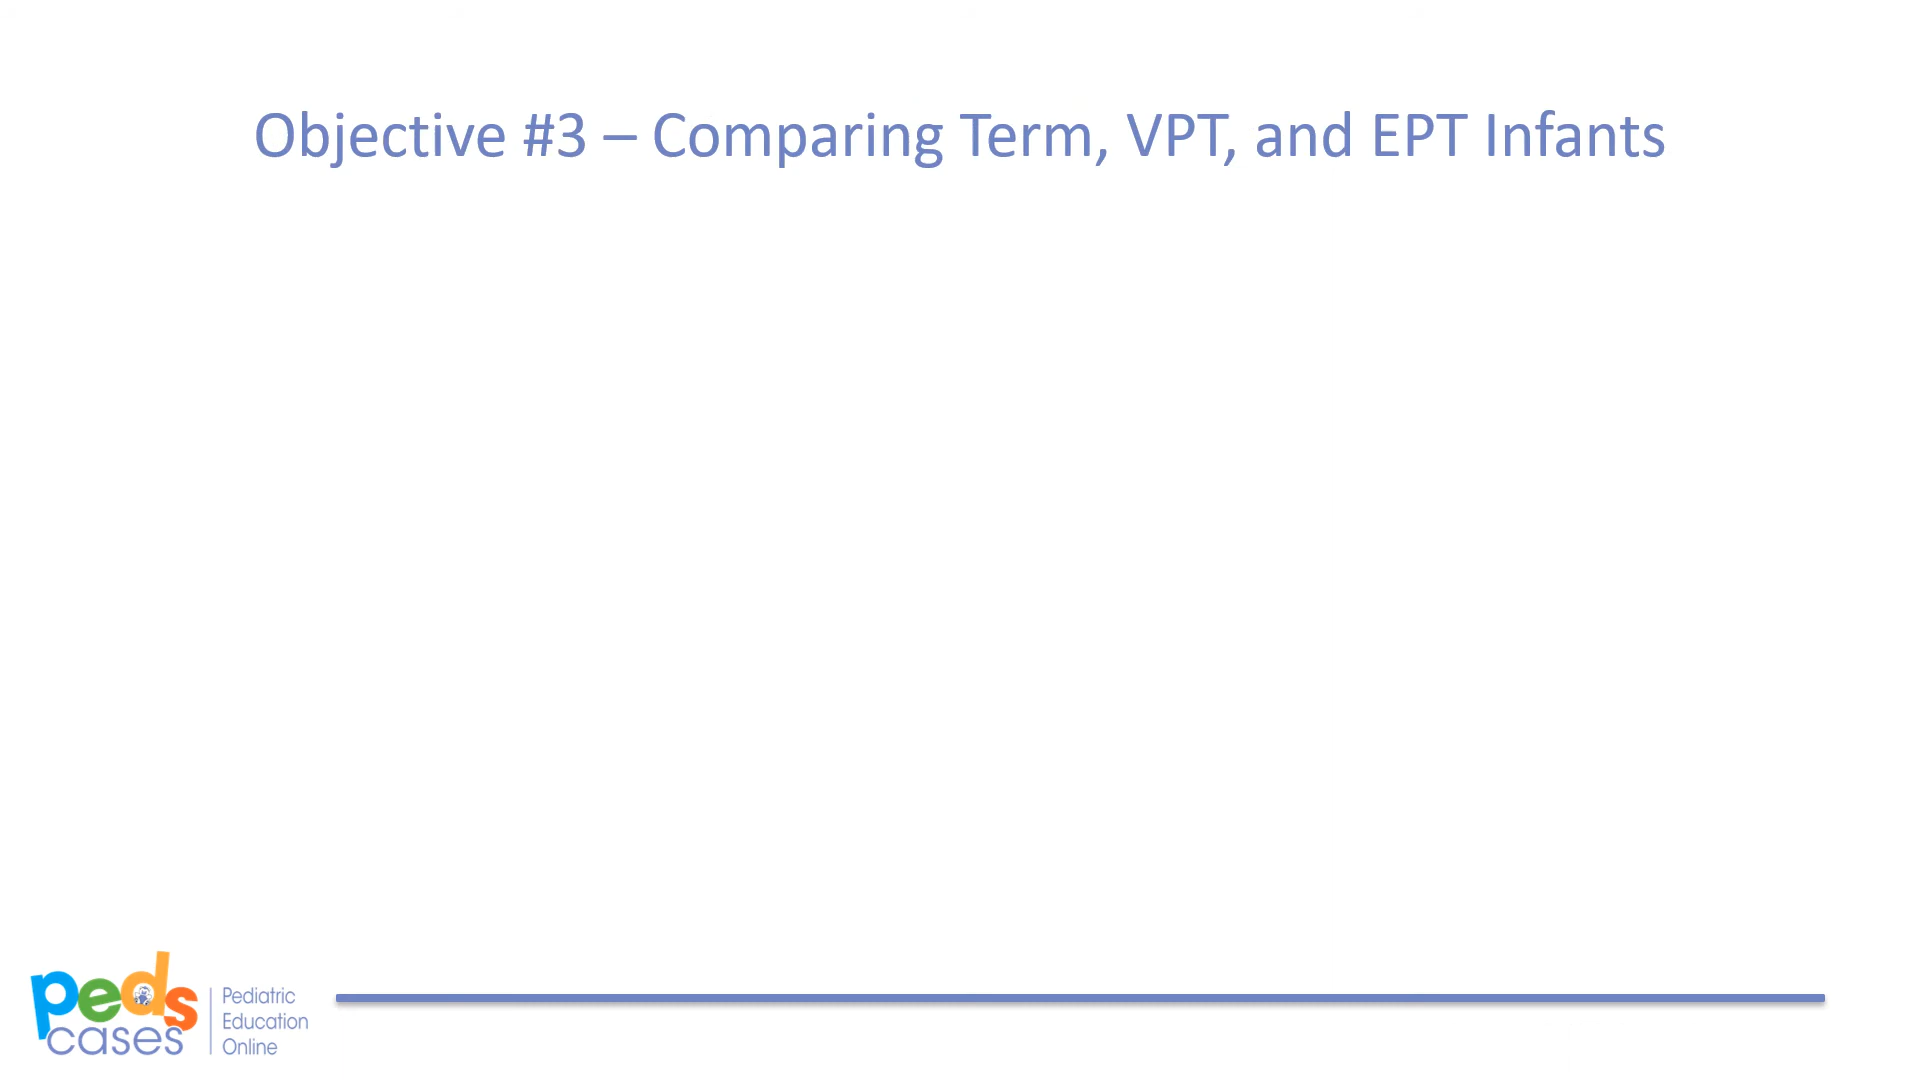 Objective #3 – Comparing Term, VPT, and EPT Infants
peds
cases
Pediatric
Education
Online